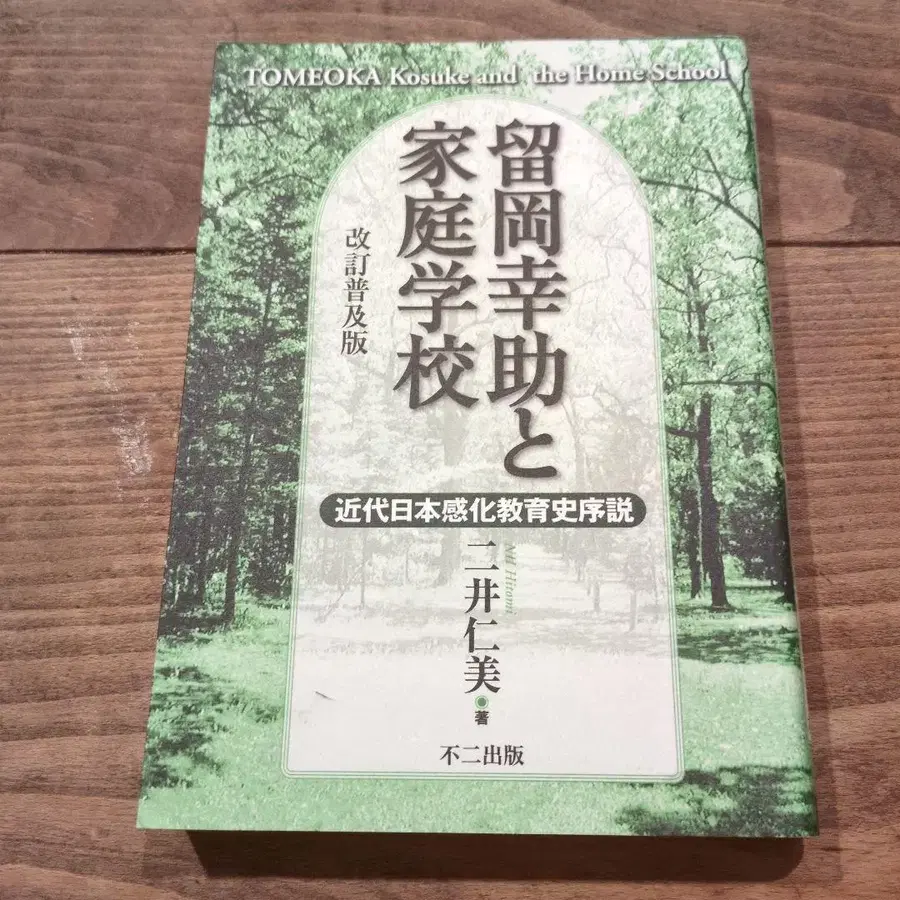 TOMEOKA Kosuke and the Home School
留岡幸助と
家庭学校
改訂普及版
近代日本感化教育史序説
二井仁美●著
NII Hitomi
不二出版